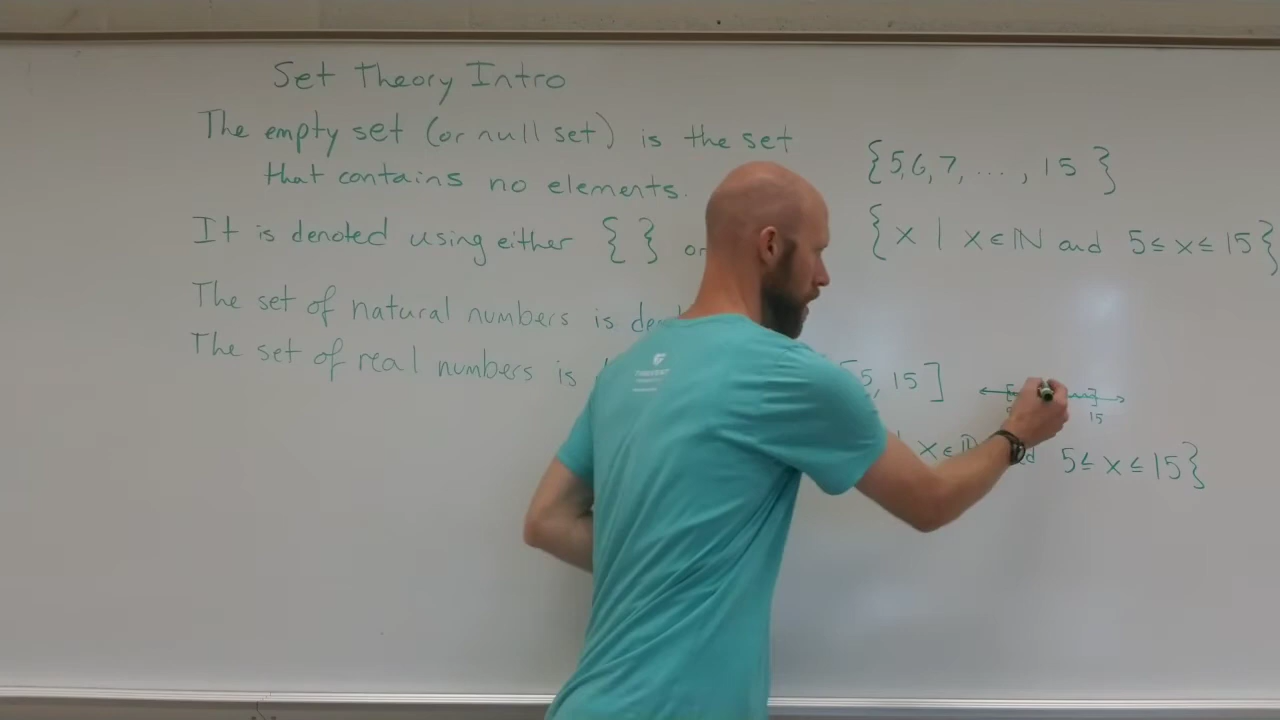 Set Theory Intro
The empty set (or null set) is the set
that contains no elements.
It is denoted using either { } or
The set of natural numbers is
The set of real numbers is
{5,6,7, ..., 15 }
{ x | x ∈ ℕ and 5 ≤ x ≤ 15 }
[5, 15]
15
x ∈ 5 ≤ x ≤ 15}